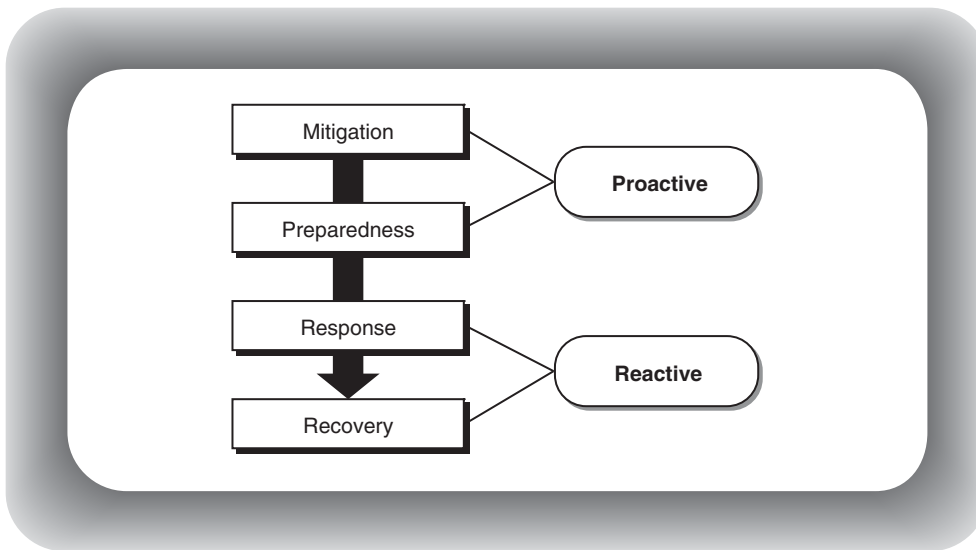 Mitigation
Proactive
Preparedness
Response
Reactive
Recovery